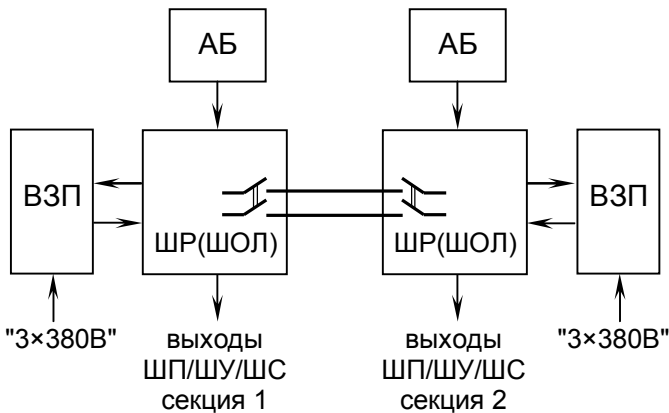 АБ
АБ
ВЗП
ШР(ШОЛ)
ШР(ШОЛ)
ВЗП
"3×380В"
выходы
ШП/ШУ/ШС
секция 1
выходы
ШП/ШУ/ШС
секция 2
"3×380В"